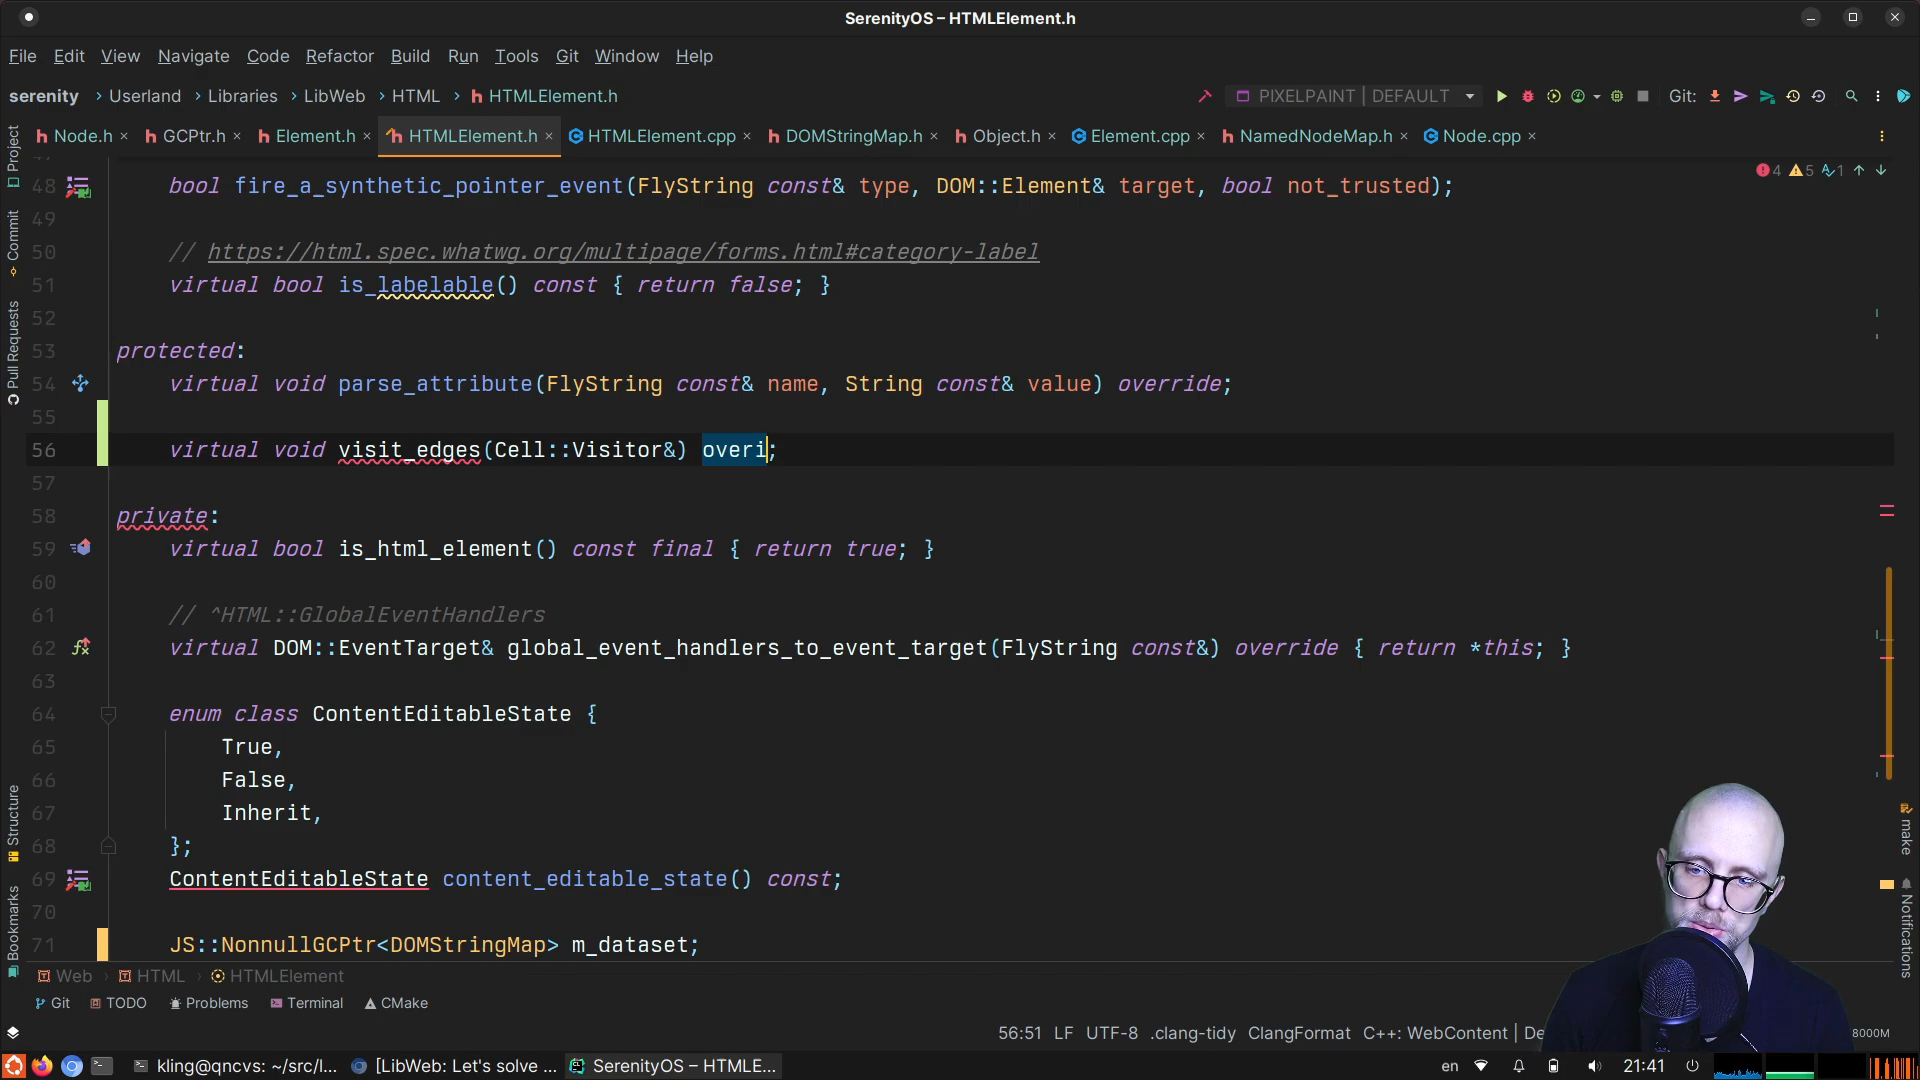 SerenityOS – HTMLElement.h
File Edit View Navigate Code Refactor Build Run Tools Git Window Help
serenity › Userland › Libraries › LibWeb › HTML › HTMLElement.h
PIXELPAINT | DEFAULT
Git:
Node.h × GCPtr.h × Element.h × HTMLElement.h × HTMLElement.cpp × DOMStringMap.h × Object.h × Element.cpp × NamedNodeMap.h × Node.cpp ×
4 5 1
Project
Commit
Pull Requests
Structure
Bookmarks
48 bool fire_a_synthetic_pointer_event(FlyString const& type, DOM::Element& target, bool not_trusted);
49
50 // https://html.spec.whatwg.org/multipage/forms.html#category-label
51 virtual bool is_labelable() const { return false; }
52
53 protected:
54 virtual void parse_attribute(FlyString const& name, String const& value) override;
55
56 virtual void visit_edges(Cell::Visitor&) overi;
57
58 private:
59 virtual bool is_html_element() const final { return true; }
60
61 // ^HTML::GlobalEventHandlers
62 virtual DOM::EventTarget& global_event_handlers_to_event_target(FlyString const&) override { return *this; }
63
64 enum class ContentEditableState {
65 True,
66 False,
67 Inherit,
68 };
69 ContentEditableState content_editable_state() const;
70
71 JS::NonnullGCPtr<DOMStringMap> m_dataset;
make
Notifications
Web › HTML › HTMLElement
Git TODO Problems Terminal CMake
56:51 LF UTF-8 .clang-tidy ClangFormat C++: WebContent | De
8000M
kling@qncvs: ~/src/l... [LibWeb: Let's solve ... SerenityOS – HTMLE...
en 21:41